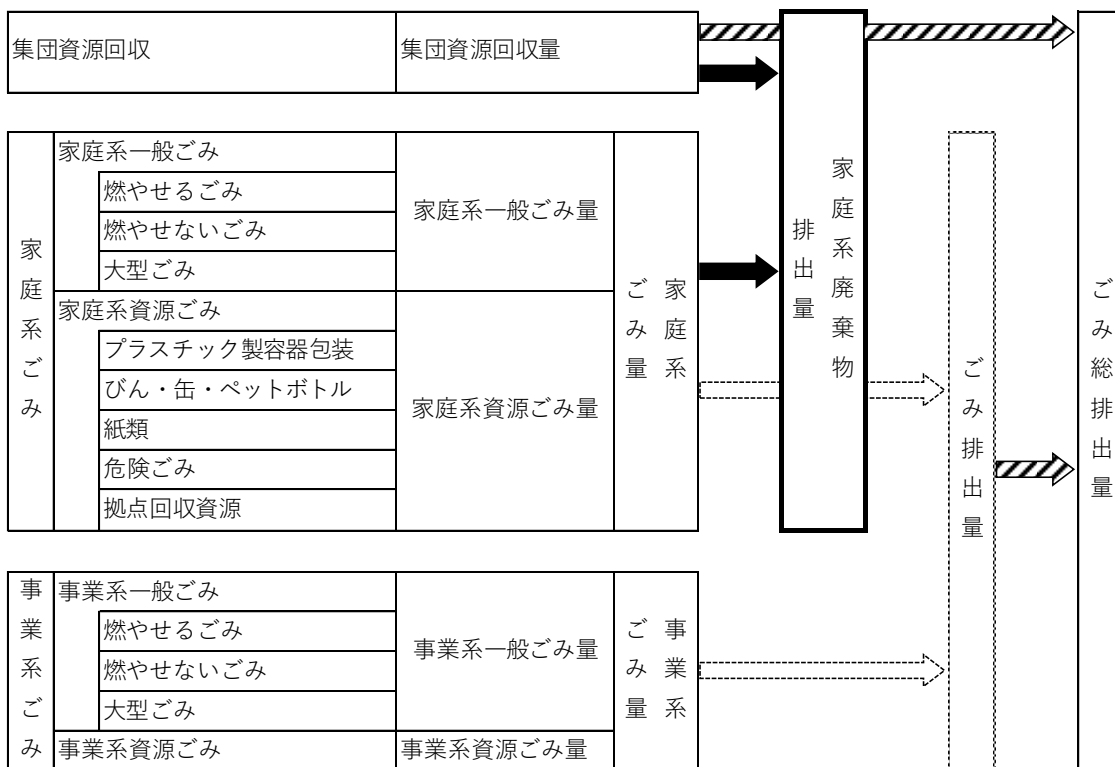 集団資源回収
集団資源回収量
家庭系ごみ
家庭系一般ごみ
燃やせるごみ
燃やせないごみ
大型ごみ
家庭系一般ごみ量
家庭系資源ごみ
プラスチック製容器包装
びん・缶・ペットボトル
紙類
危険ごみ
拠点回収資源
家庭系資源ごみ量
家庭系
ごみ量
事業系ごみ
事業系一般ごみ
燃やせるごみ
燃やせないごみ
大型ごみ
事業系一般ごみ量
事業系資源ごみ
事業系資源ごみ量
事業系
ごみ量
家庭系廃棄物
排出量
ごみ排出量
ごみ総排出量